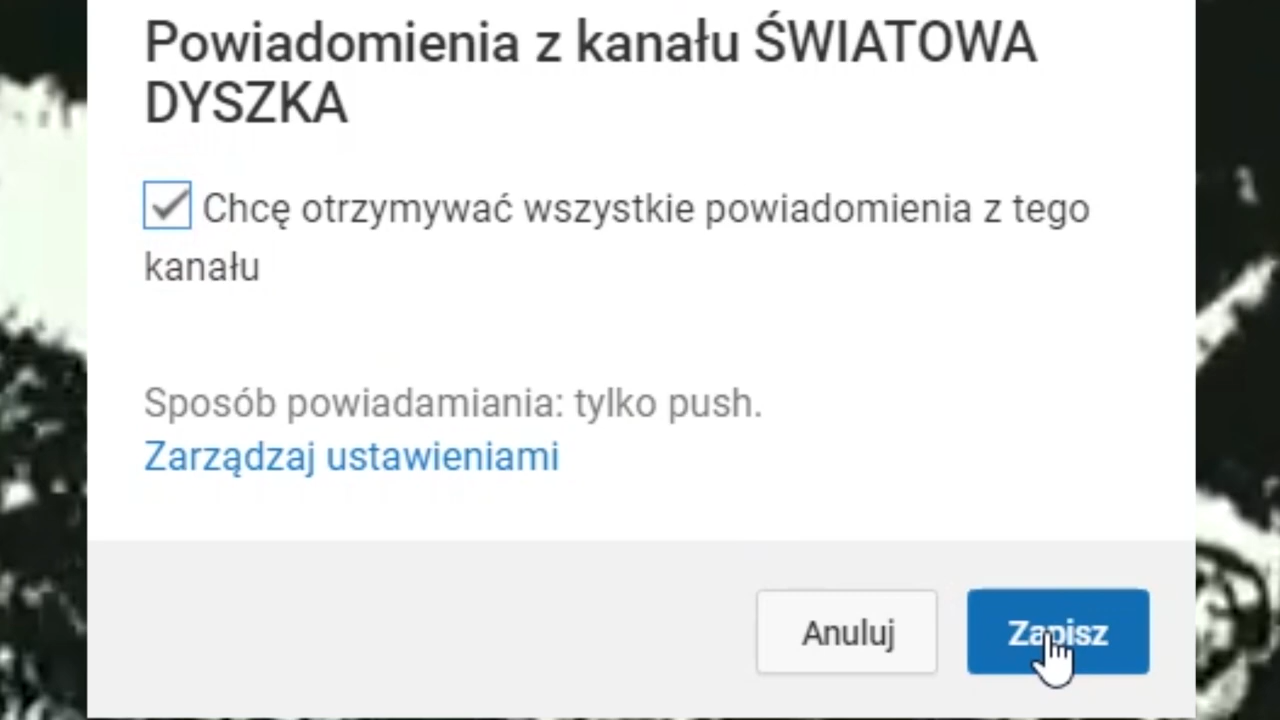 Powiadomienia z kanału ŚWIATOWA
DYSZKA
Chcę otrzymywać wszystkie powiadomienia z tego
kanału
Sposób powiadamiania: tylko push.
Zarządzaj ustawieniami
Anuluj
Zapisz